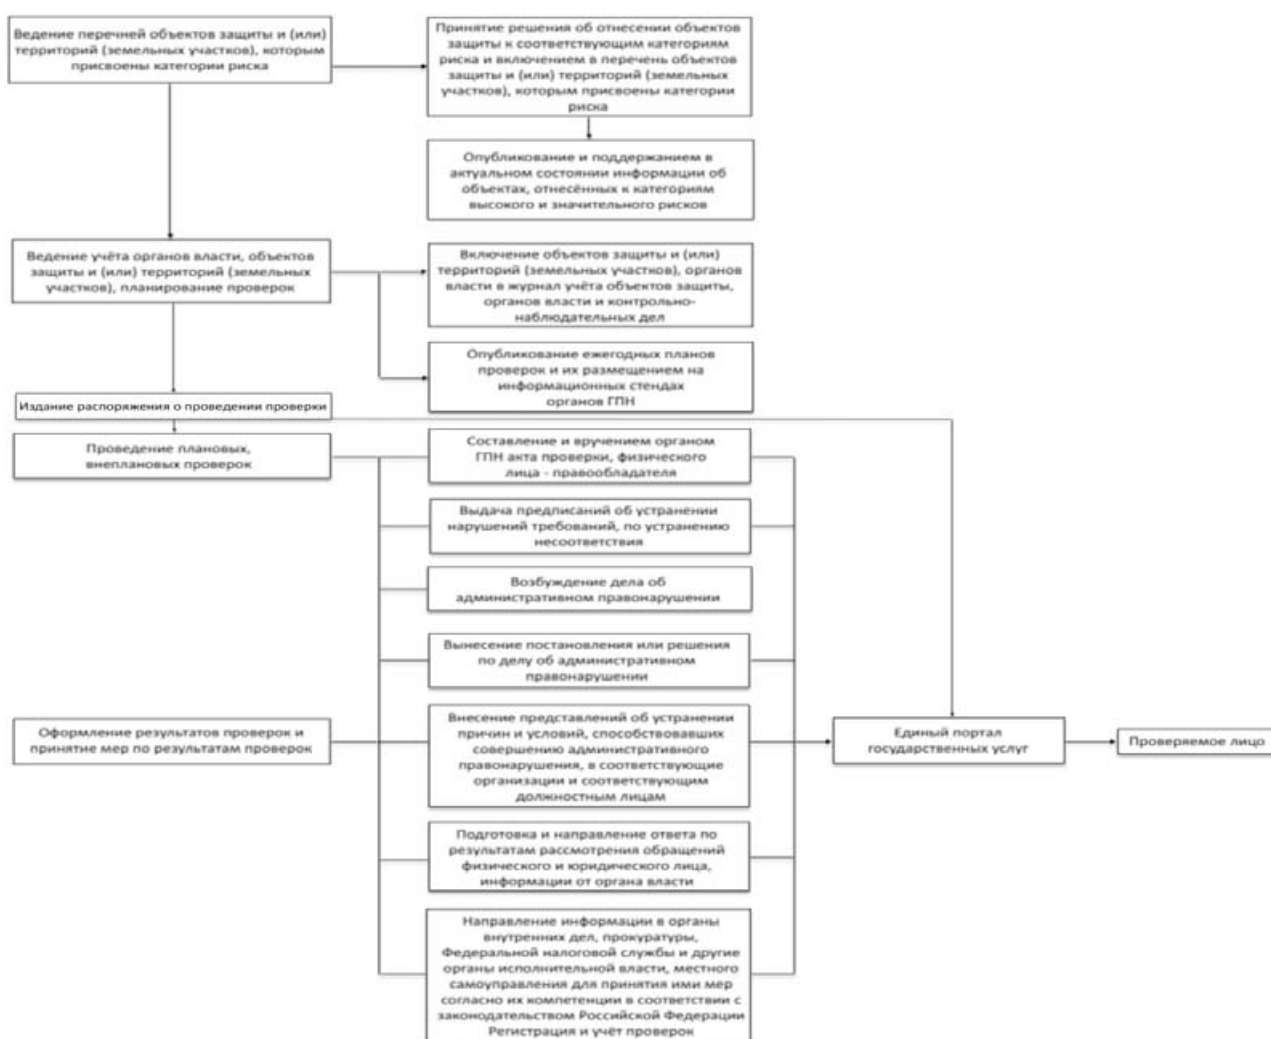 Ведение перечней объектов защиты и (или)
территорий (земельных участков), которым
присвоены категории риска
Принятие решения об отнесении объектов
защиты к соответствующим категориям
риска и включением в перечень объектов
защиты и (или) территорий (земельных
участков), которым присвоены категории
риска
Опубликование и поддержанием в
актуальном состоянии информации об
объектах, отнесённых к категориям
высокого и значительного рисков
Ведение учёта органов власти, объектов
защиты и (или) территорий (земельных
участков), планирование проверок
Включение объектов защиты и (или)
территорий (земельных участков), органов
власти в журнал учёта объектов защиты,
органов власти и контрольно-
наблюдательных дел
Опубликование ежегодных планов
проверок и их размещением на
информационных стендах
органов ГПН
Издание распоряжения о проведении проверки
Проведение плановых,
внеплановых проверок
Составление и вручением органом
ГПН акта проверки, физического
лица - правообладателя
Выдача предписаний об устранении
нарушений требований, по устранению
несоответствия
Возбуждение дела об
административном правонарушении
Вынесение постановления или решения
по делу об административном
правонарушении
Оформление результатов проверок и
принятие мер по результатам проверок
Внесение представлений об устранении
причин и условий, способствовавших
совершению административного
правонарушения, в соответствующие
организации и соответствующим
должностным лицам
Единый портал
государственных услуг
Проверяемое лицо
Подготовка и направление ответа по
результатам рассмотрения обращений
физического и юридического лица,
информации от органа власти
Направление информации в органы
внутренних дел, прокуратуры,
Федеральной налоговой службы и другие
органы исполнительной власти, местного
самоуправления для принятия ими мер
согласно их компетенции в соответствии с
законодательством Российской Федерации
Регистрация и учёт проверок